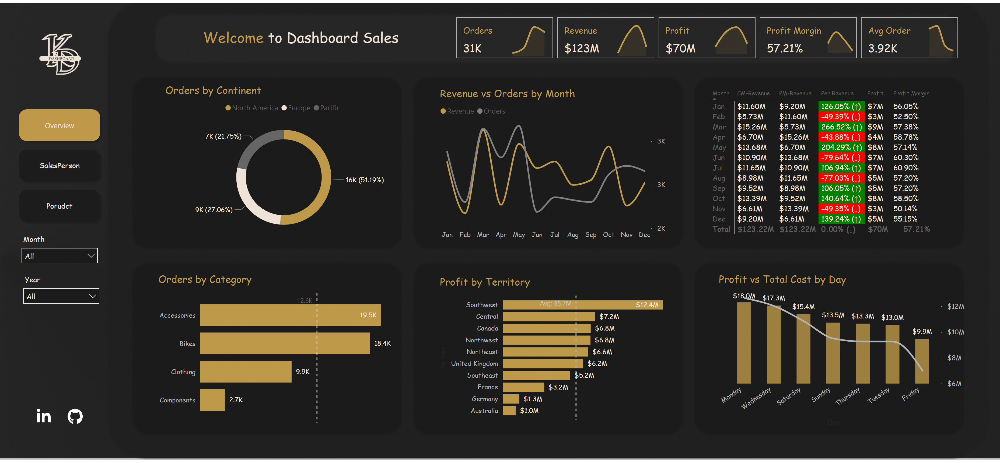 DASHBOARD
Overview
SalesPerson
Porudct
Month
All
Year
All
Welcome to Dashboard Sales
Orders
31K
Revenue
$123M
Profit
$70M
Profit Margin
57.21%
Avg Order
3.92K
Orders by Continent
North America Europe Pacific
7K (21.75%)
16K (51.19%)
9K (27.06%)
Revenue vs Orders by Month
Revenue Orders
3K
3K
2K
Jan Feb Mar Apr May Jun Jul Aug Sep Oct Nov Dec
Month CM-Revenue PM-Revenue Per Revenue Profit Profit Margin
Jan $11.60M $9.20M 126.05% (↑) $7M 56.05%
Feb $5.73M $11.60M -49.39% (↓) $3M 52.50%
Mar $15.26M $5.73M 266.52% (↑) $9M 57.38%
Apr $6.70M $15.26M -43.88% (↓) $4M 58.78%
May $13.68M $6.70M 204.29% (↑) $8M 57.14%
Jun $10.90M $13.68M -79.64% (↓) $7M 60.30%
Jul $11.65M $10.90M 106.94% (↑) $7M 60.90%
Aug $8.98M $11.65M -77.03% (↓) $5M 57.20%
Sep $9.52M $8.98M 106.05% (↑) $5M 57.20%
Oct $13.39M $9.52M 140.64% (↑) $8M 58.50%
Nov $6.61M $13.39M -49.35% (↓) $3M 50.14%
Dec $9.20M $6.61M 139.24% (↑) $5M 55.15%
Total $123.22M $123.22M 0.00% (↓) $70M 57.21%
Orders by Category
12.6K
Accessories 19.5K
Bikes 18.4K
Clothing 9.9K
Components 2.7K
Profit by Territory
Territory
Avg: $5.7M
Southwest $12.4M
Central $7.2M
Canada $6.8M
Northwest $6.8M
Northeast $6.6M
United Kingdom $6.2M
Southeast $5.2M
France $3.2M
Germany $1.3M
Australia $1.0M
Profit vs Total Cost by Day
$18.0M $17.3M $15.4M $13.5M $13.3M $13.0M $9.9M
$12M
$10M
$8M
$6M
Monday Wednesday Saturday Sunday Thursday Tuesday Friday
Day
in